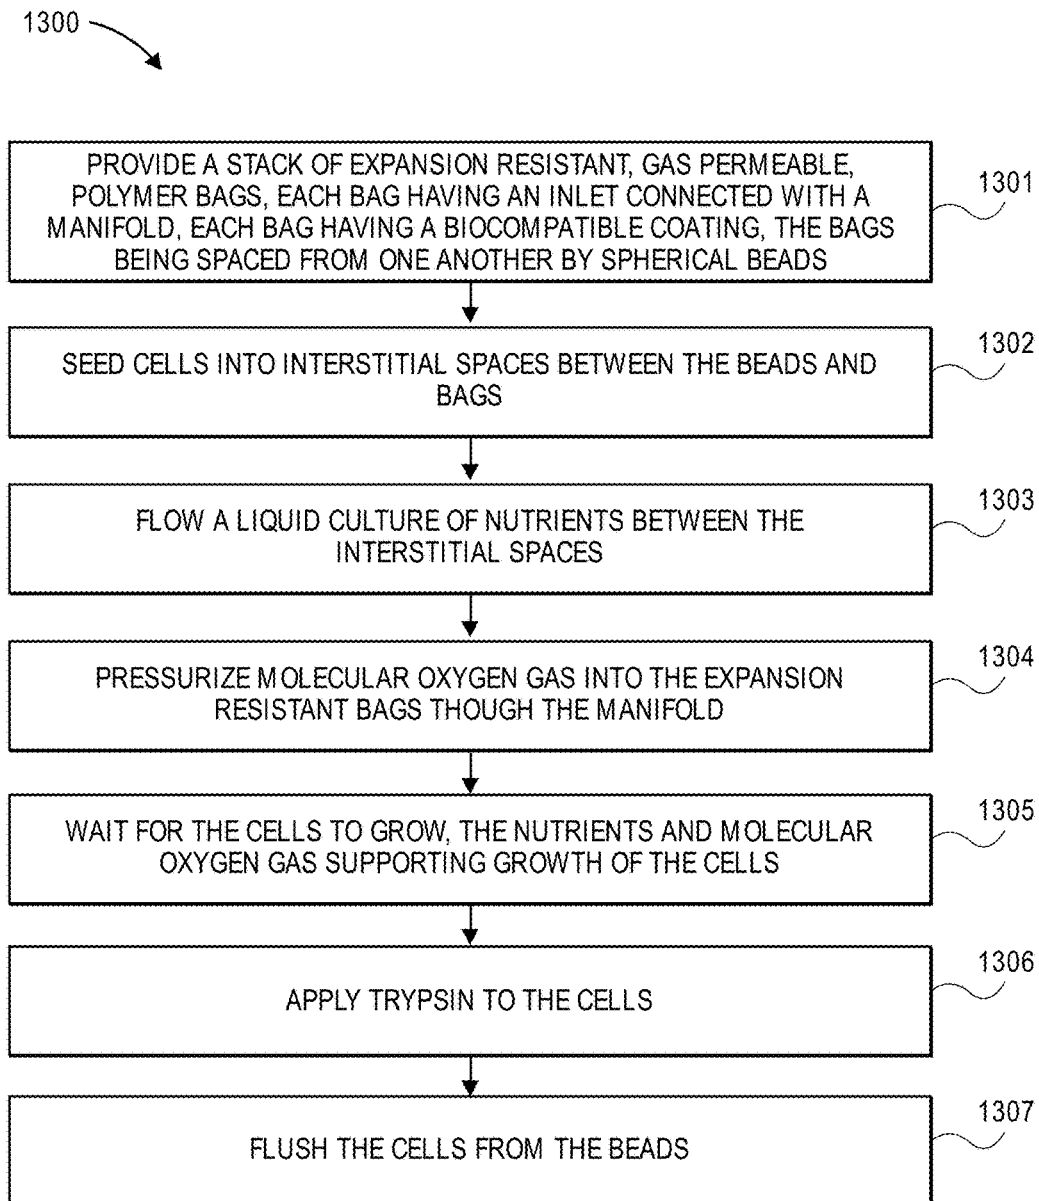 1300
PROVIDE A STACK OF EXPANSION RESISTANT, GAS PERMEABLE,
POLYMER BAGS, EACH BAG HAVING AN INLET CONNECTED WITH A
MANIFOLD, EACH BAG HAVING A BIOCOMPATIBLE COATING, THE BAGS
BEING SPACED FROM ONE ANOTHER BY SPHERICAL BEADS
1301
SEED CELLS INTO INTERSTITIAL SPACES BETWEEN THE BEADS AND
BAGS
1302
FLOW A LIQUID CULTURE OF NUTRIENTS BETWEEN THE
INTERSTITIAL SPACES
1303
PRESSURIZE MOLECULAR OXYGEN GAS INTO THE EXPANSION
RESISTANT BAGS THOUGH THE MANIFOLD
1304
WAIT FOR THE CELLS TO GROW, THE NUTRIENTS AND MOLECULAR
OXYGEN GAS SUPPORTING GROWTH OF THE CELLS
1305
APPLY TRYPSIN TO THE CELLS
1306
FLUSH THE CELLS FROM THE BEADS
1307